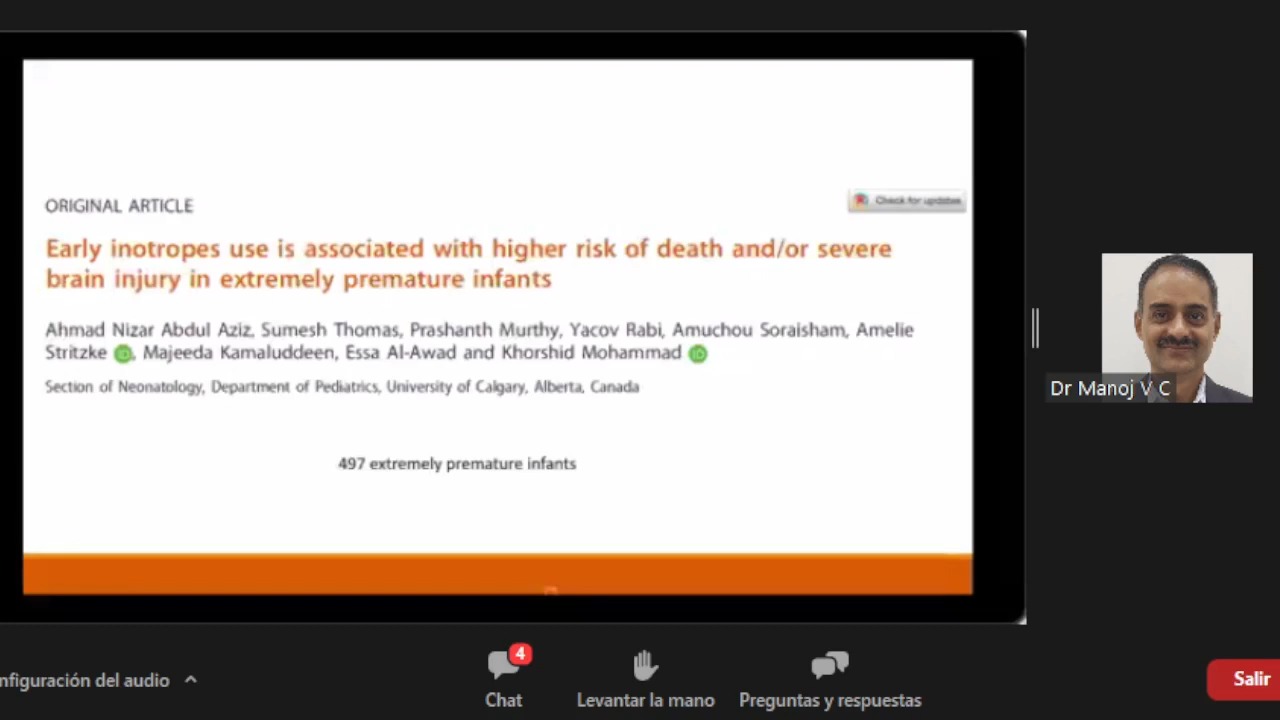 ORIGINAL ARTICLE
Check for updates
Early inotropes use is associated with higher risk of death and/or severe
brain injury in extremely premature infants
Ahmad Nizar Abdul Aziz, Sumesh Thomas, Prashanth Murthy, Yacov Rabi, Amuchou Soraisham, Amelie
Stritzke iD, Majeeda Kamaluddeen, Essa Al-Awad and Khorshid Mohammad iD
Section of Neonatology, Department of Pediatrics, University of Calgary, Alberta, Canada
497 extremely premature infants
Dr Manoj V C
nfiguración del audio
4
Chat
Levantar la mano
Preguntas y respuestas
Salir